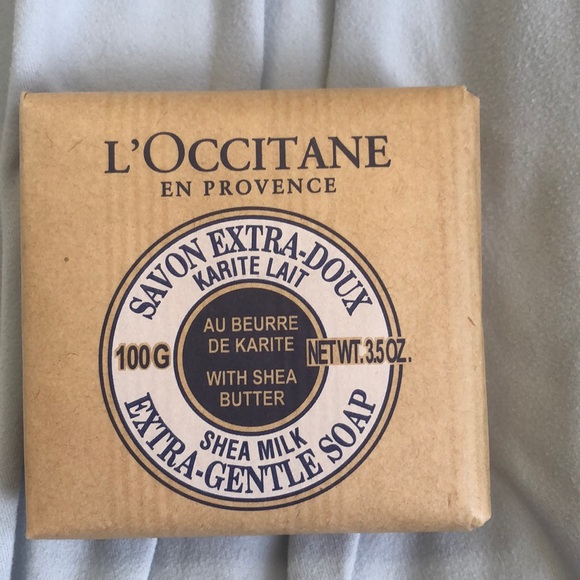 L'OCCITANE
EN PROVENCE
SAVON EXTRA-DOUX
KARITE LAIT
100G
AU BEURRE
DE KARITE
WITH SHEA
BUTTER
NET WT. 3.5 OZ.
SHEA MILK
EXTRA-GENTLE SOAP